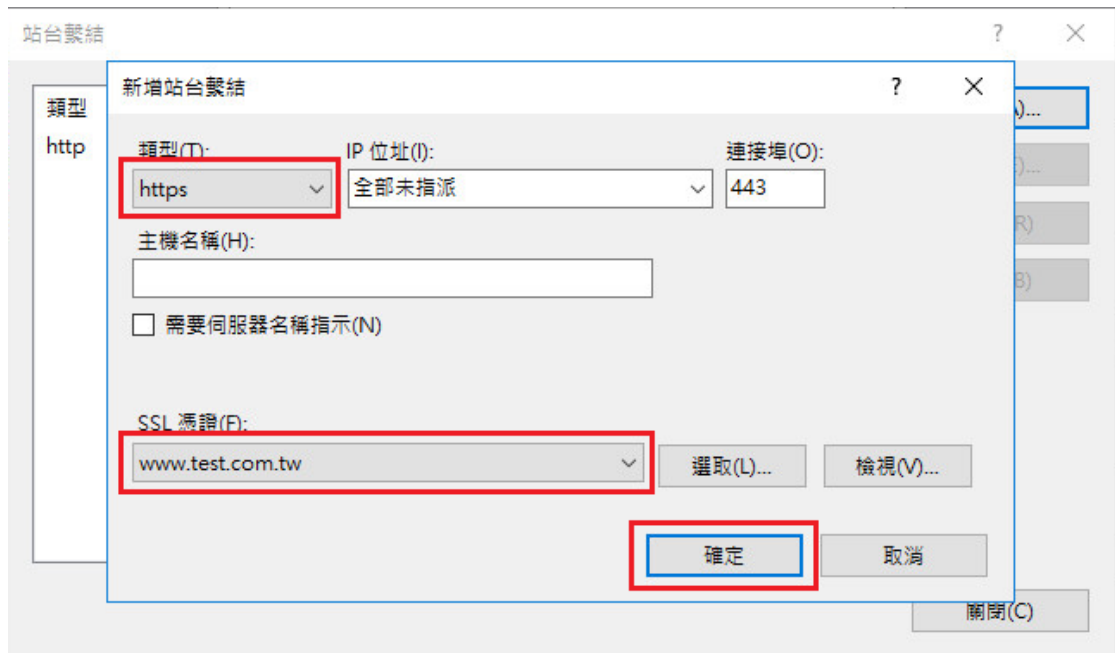 站台繫結
新增站台繫結
類型
http
類型(T):
IP 位址(I):
連接埠(O):
https
全部未指派
443
主機名稱(H):
需要伺服器名稱指示(N)
SSL 憑證(F):
www.test.com.tw
選取(L)...
檢視(V)...
確定
取消
關閉(C)